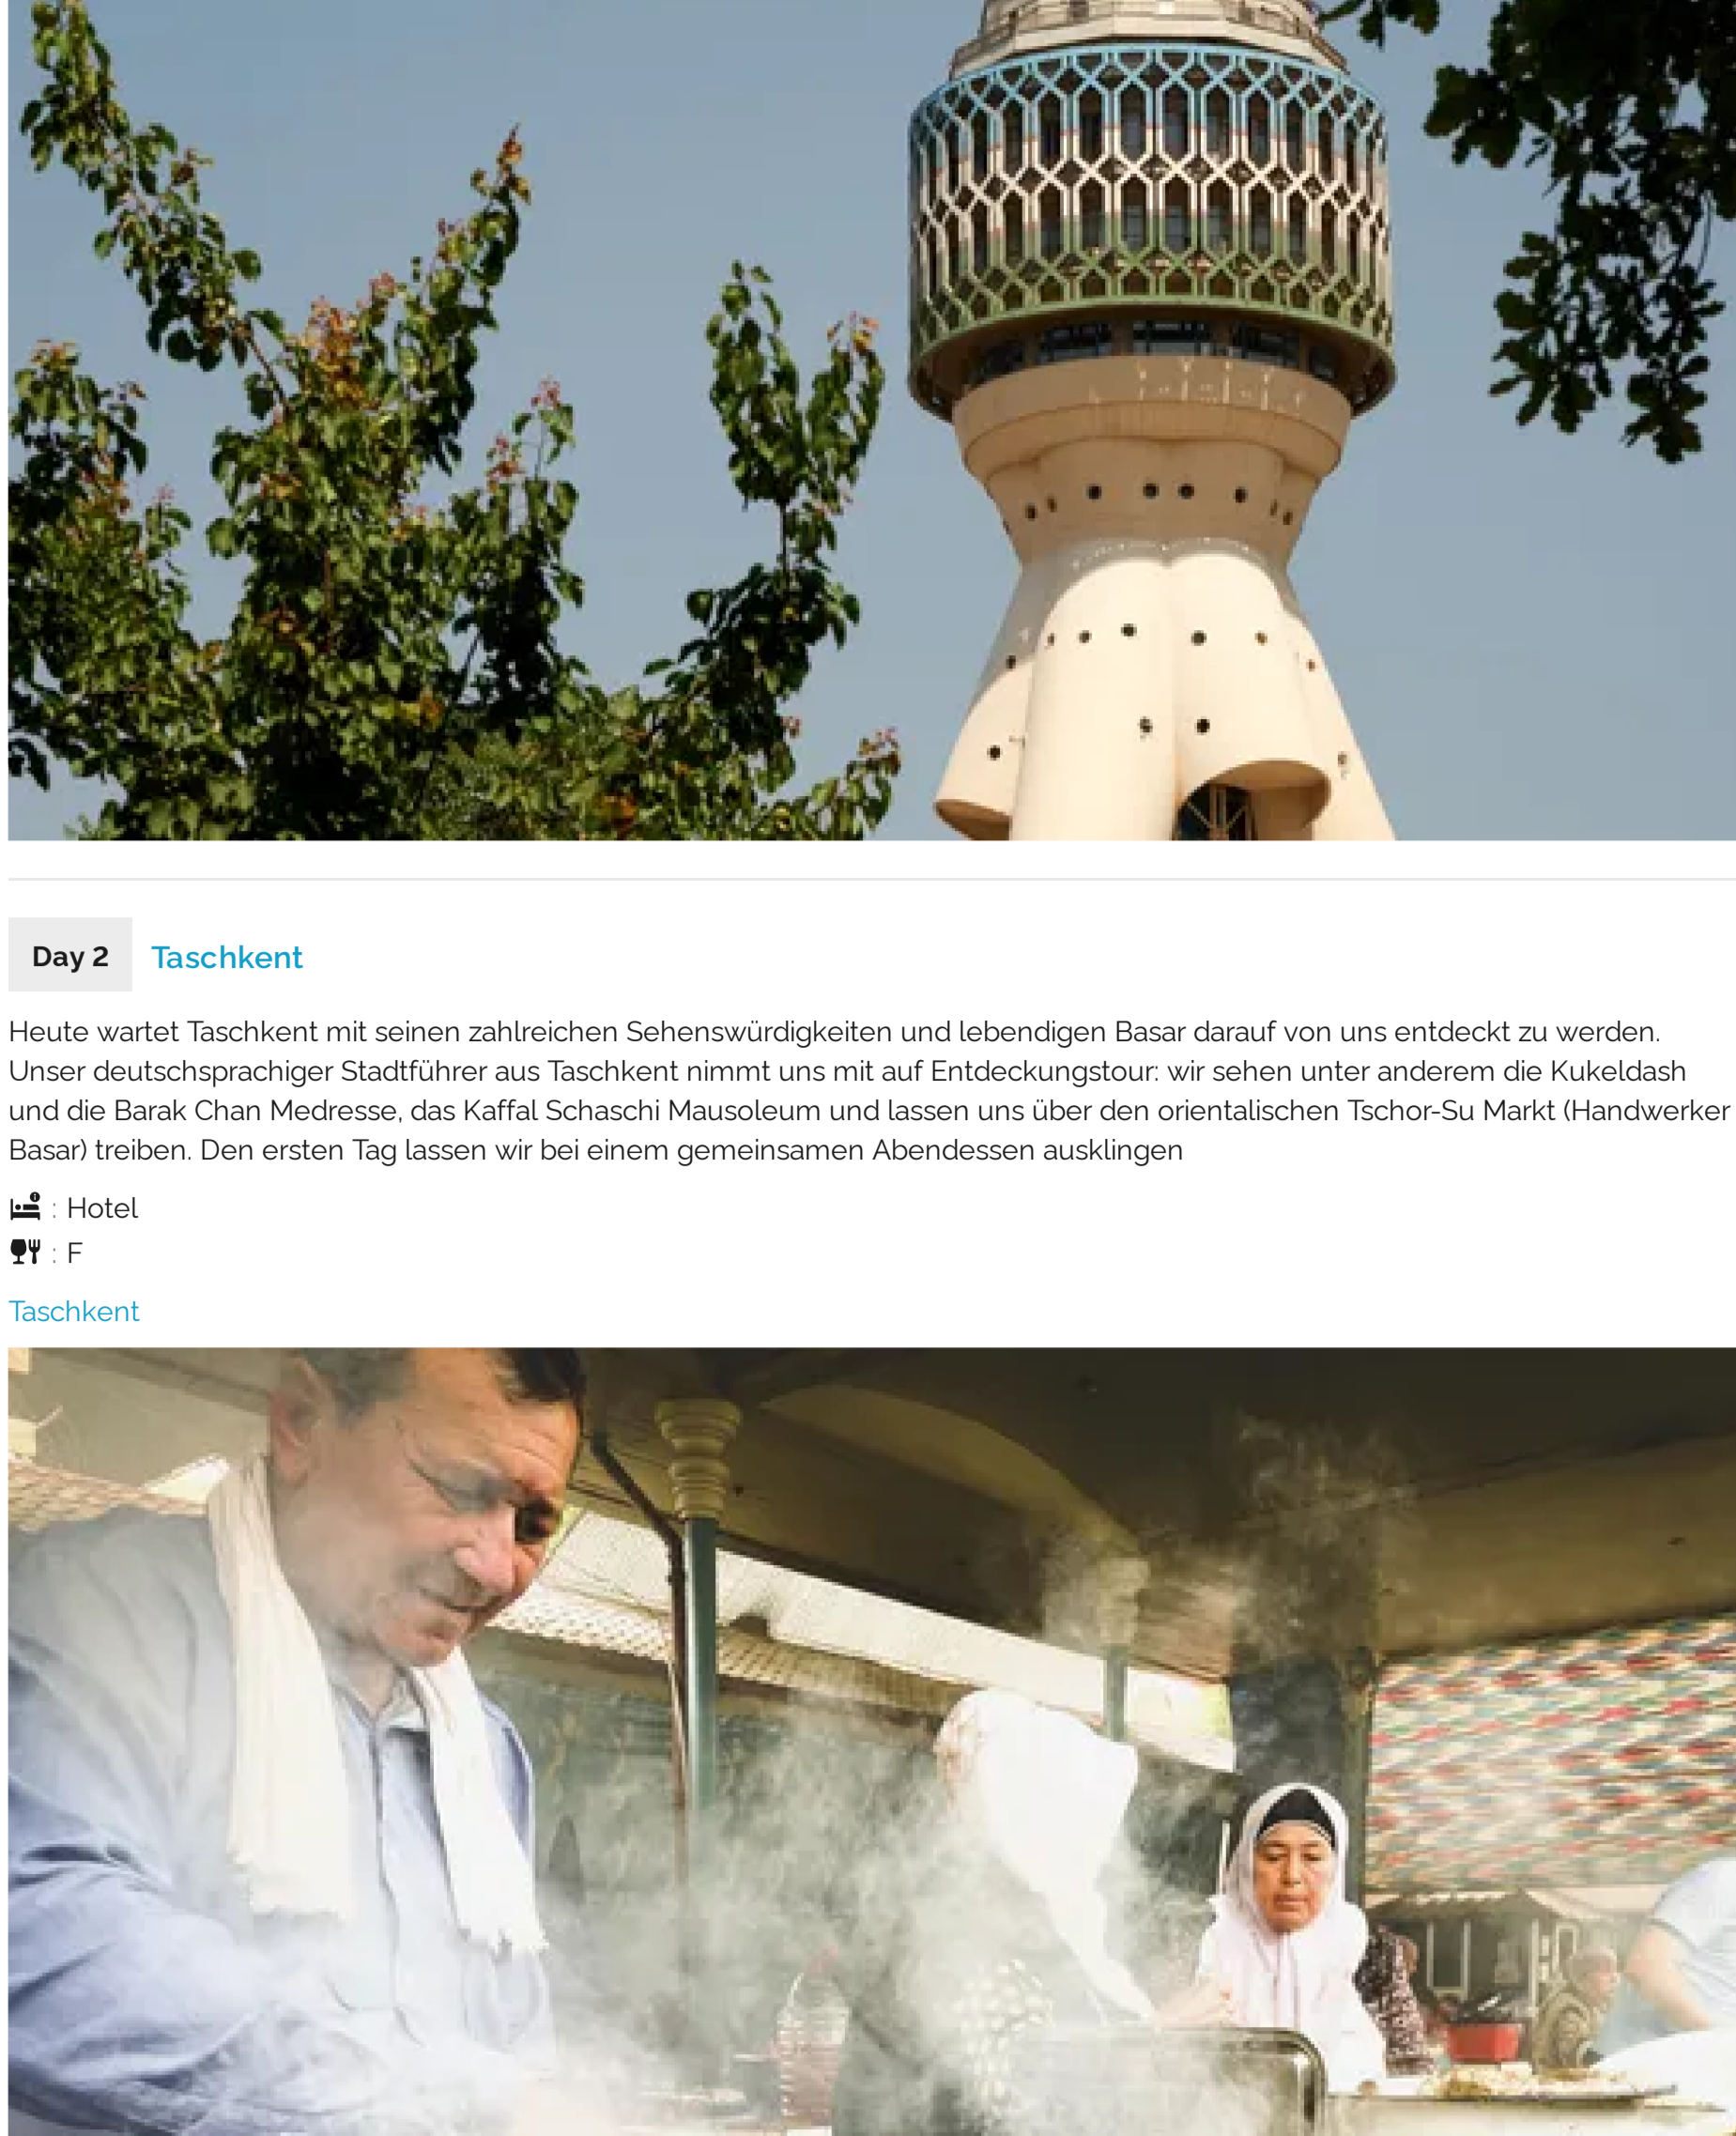 Day 2 Taschkent
Heute wartet Taschkent mit seinen zahlreichen Sehenswürdigkeiten und lebendigen Basar darauf von uns entdeckt zu werden.
Unser deutschsprachiger Stadtführer aus Taschkent nimmt uns mit auf Entdeckungstour: wir sehen unter anderem die Kukeldash
und die Barak Chan Medresse, das Kaffal Schaschi Mausoleum und lassen uns über den orientalischen Tschor-Su Markt (Handwerker
Basar) treiben. Den ersten Tag lassen wir bei einem gemeinsamen Abendessen ausklingen
: Hotel
: F
Taschkent